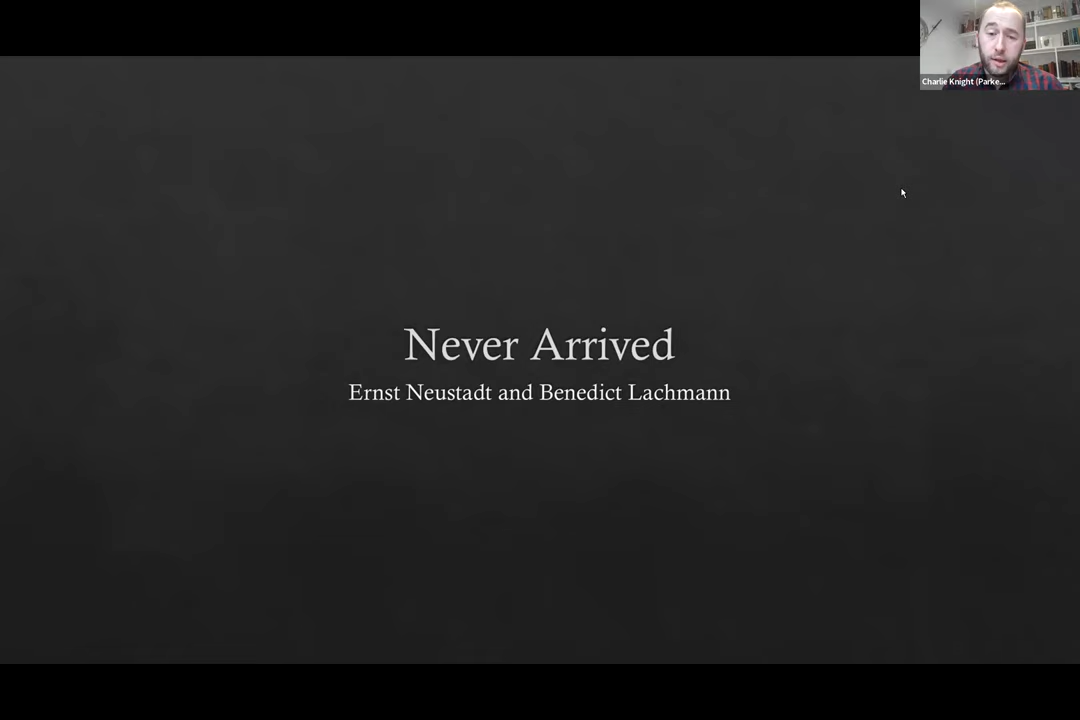 Charlie Knight (Parke...
Never Arrived
Ernst Neustadt and Benedict Lachmann